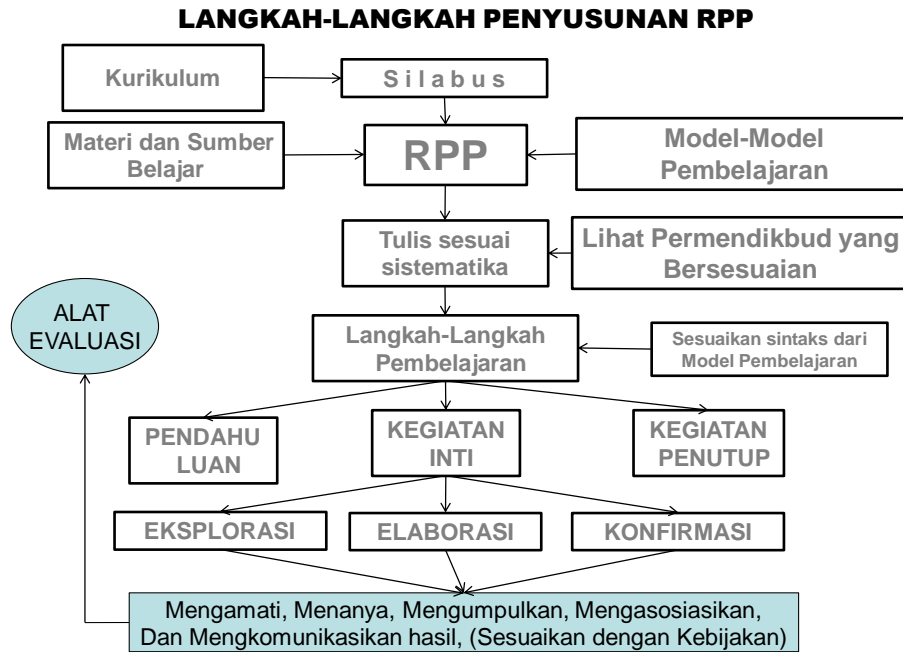 LANGKAH-LANGKAH PENYUSUNAN RPP
Kurikulum
S i l a b u s
Materi dan Sumber
Belajar
RPP
Model-Model
Pembelajaran
Tulis sesuai
sistematika
Lihat Permendikbud yang
Bersesuaian
ALAT
EVALUASI
Langkah-Langkah
Pembelajaran
Sesuaikan sintaks dari
Model Pembelajaran
PENDAHU
LUAN
KEGIATAN
INTI
KEGIATAN
PENUTUP
EKSPLORASI
ELABORASI
KONFIRMASI
Mengamati, Menanya, Mengumpulkan, Mengasosiasikan,
Dan Mengkomunikasikan hasil, (Sesuaikan dengan Kebijakan)